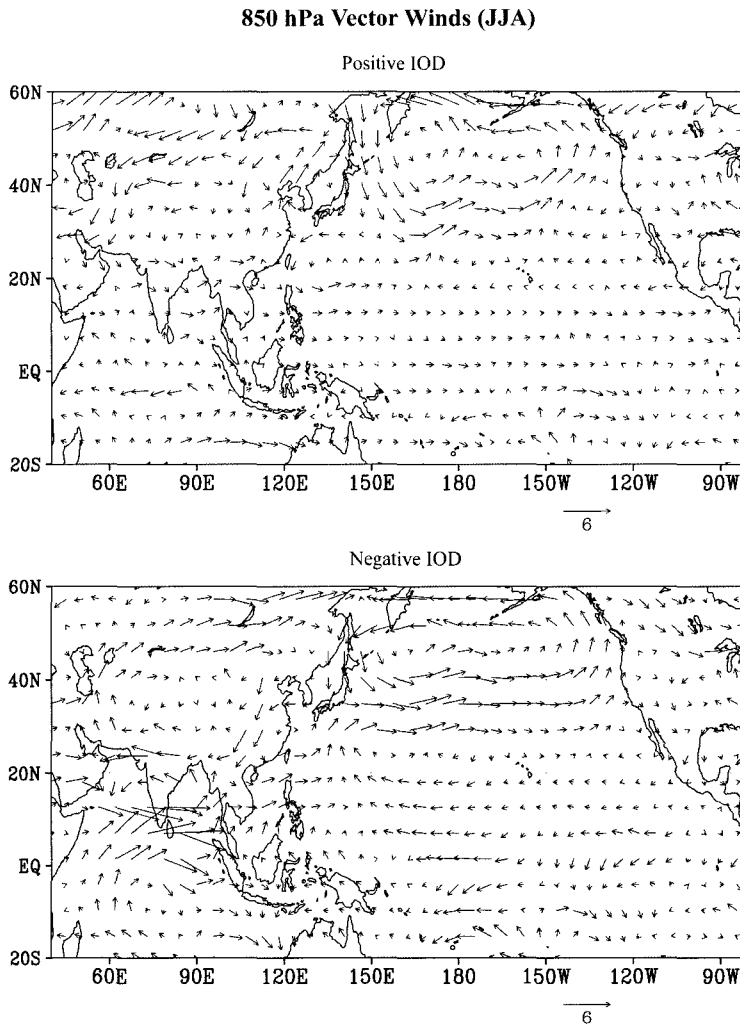 850 hPa Vector Winds (JJA)
Positive IOD
60N
40N
20N
EQ
20S
60E 90E 120E 150E 180 150W 120W 90W
6
Negative IOD
60N
40N
20N
EQ
20S
60E 90E 120E 150E 180 150W 120W 90W
6